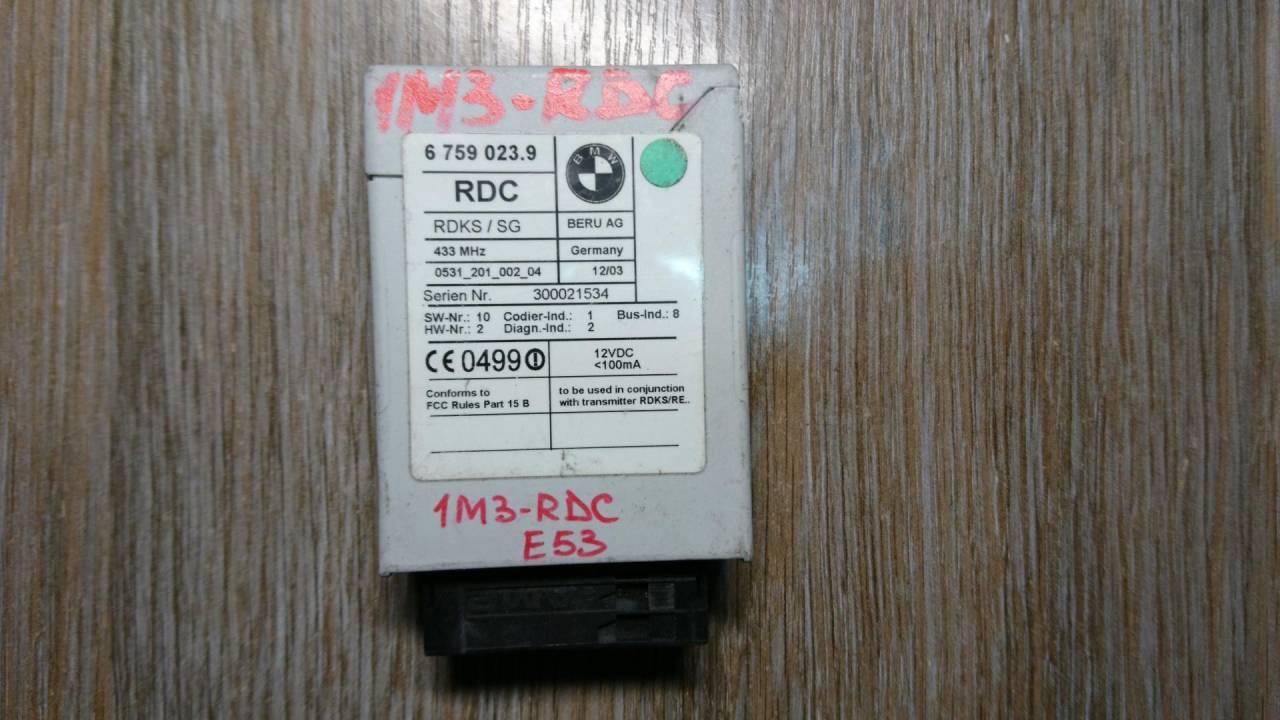 1M3-RDC
6 759 023.9
BMW
RDC
RDKS / SG
BERU AG
433 MHz
Germany
0531_201_002_04
12/03
Serien Nr. 300021534
SW-Nr.: 10 Codier-Ind.: 1 Bus-Ind.: 8
HW-Nr.: 2 Diagn.-Ind.: 2
CE 0499
12VDC
<100mA
Conforms to
FCC Rules Part 15 B
to be used in conjunction
with transmitter RDKS/RE..
1M3-RDC
E53